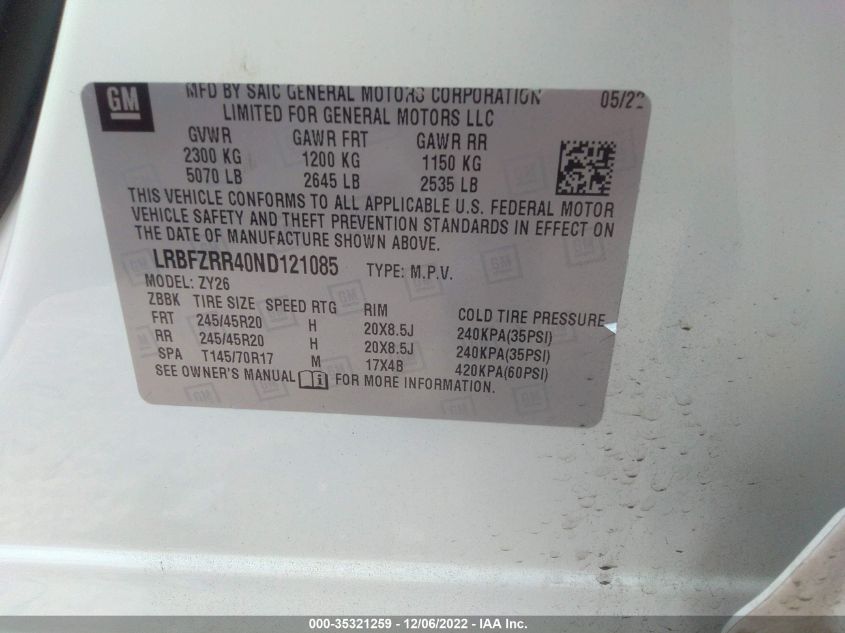 GM
MFD BY SAIC GENERAL MOTORS CORPORATION 05/22
LIMITED FOR GENERAL MOTORS LLC
GVWR GAWR FRT GAWR RR
2300 KG 1200 KG 1150 KG
5070 LB 2645 LB 2535 LB
THIS VEHICLE CONFORMS TO ALL APPLICABLE U.S. FEDERAL MOTOR
VEHICLE SAFETY AND THEFT PREVENTION STANDARDS IN EFFECT ON
THE DATE OF MANUFACTURE SHOWN ABOVE.
LRBFZRR40ND121085 TYPE: M.P.V.
MODEL: ZY26
ZBBK TIRE SIZE SPEED RTG RIM COLD TIRE PRESSURE
FRT 245/45R20 H 20X8.5J 240KPA(35PSI)
RR 245/45R20 H 20X8.5J 240KPA(35PSI)
SPA T145/70R17 M 17X4B 420KPA(60PSI)
SEE OWNER'S MANUAL FOR MORE INFORMATION.
000-35321259 - 12/06/2022 - IAA Inc.